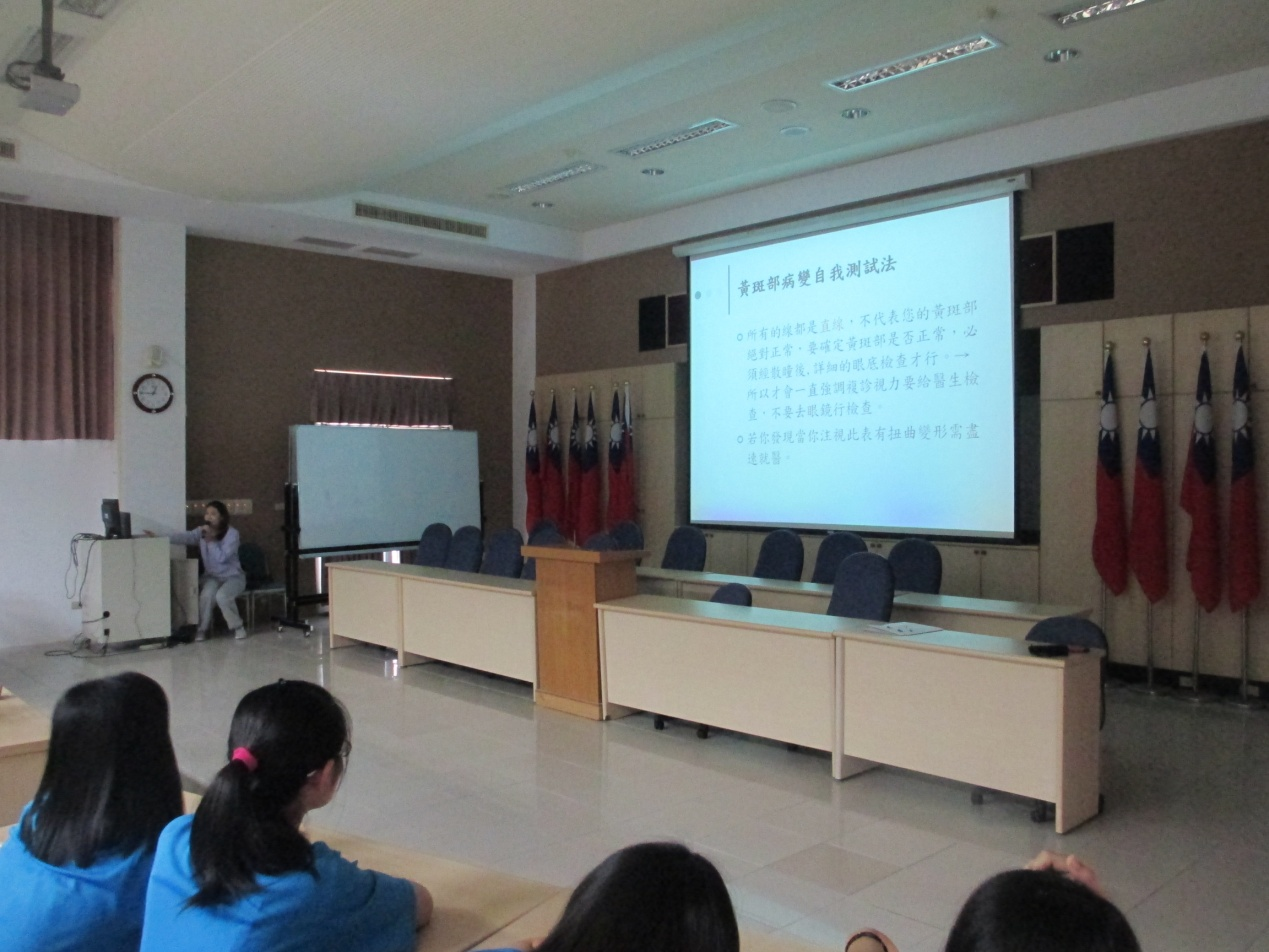 黃斑部病變自我測試法
所有的線都是直線，不代表您的黃斑部
絕對正常，要確定黃斑部是否正常，必
須經散瞳後，詳細的眼底檢查才行。→
所以才會一直強調複診視力要給醫生檢
查，不要去眼鏡行檢查。
若你發現當你注視此表有扭曲變形需盡
速就醫。